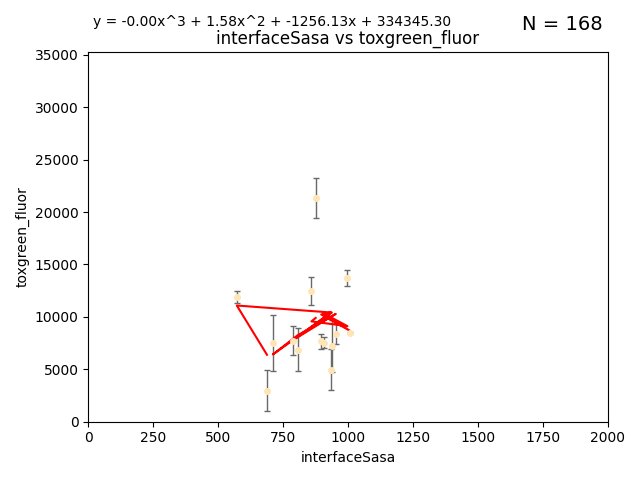 y = -0.00x^3 + 1.58x^2 + -1256.13x + 334345.30
N = 168
interfaceSasa vs toxgreen_fluor
35000
30000
25000
20000
15000
10000
5000
0
toxgreen_fluor
0 250 500 750 1000 1250 1500 1750 2000
interfaceSasa